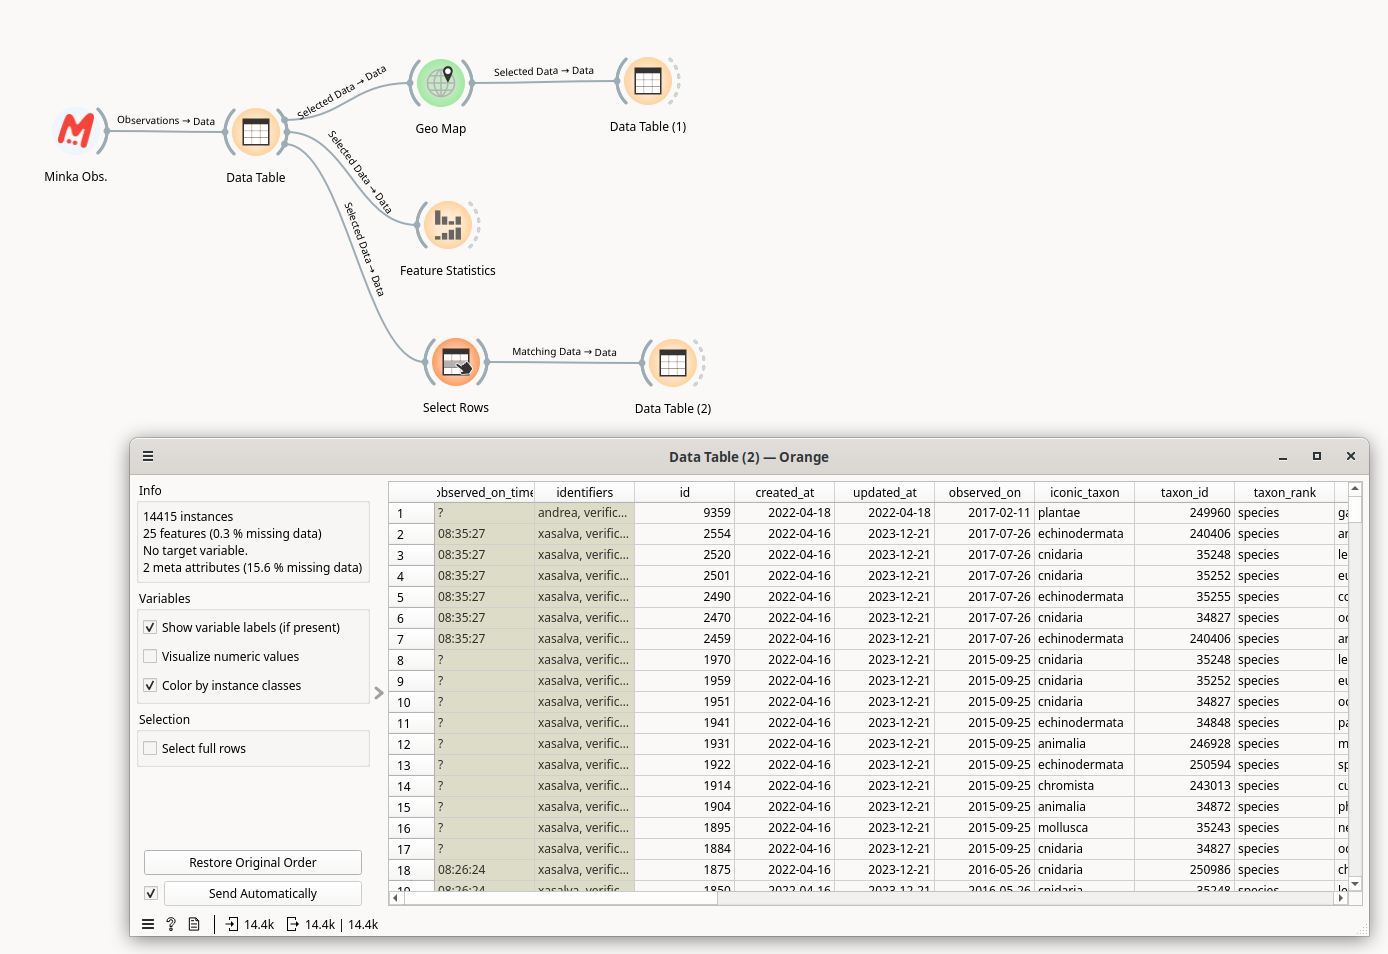 Selected Data → Data
Selected Data → Data
Observations → Data
Geo Map
Data Table (1)
Minka Obs.
Data Table
Selected Data → Data
Selected Data → Data
Feature Statistics
Matching Data → Data
Select Rows
Data Table (2)
Data Table (2) — Orange
Info
14415 instances
25 features (0.3 % missing data)
No target variable.
2 meta attributes (15.6 % missing data)
Variables
Show variable labels (if present)
Visualize numeric values
Color by instance classes
Selection
Select full rows
Restore Original Order
Send Automatically
14.4k 14.4k | 14.4k
observed_on_time identifiers id created_at updated_at observed_on iconic_taxon taxon_id taxon_rank
1 ? andrea, verific... 9359 2022-04-18 2022-04-18 2017-02-11 plantae 249960 species ga
2 08:35:27 xasalva, verific... 2554 2022-04-16 2023-12-21 2017-07-26 echinodermata 240406 species ar
3 08:35:27 xasalva, verific... 2520 2022-04-16 2023-12-21 2017-07-26 cnidaria 35248 species le
4 08:35:27 xasalva, verific... 2501 2022-04-16 2023-12-21 2017-07-26 cnidaria 35252 species eu
5 08:35:27 xasalva, verific... 2490 2022-04-16 2023-12-21 2017-07-26 echinodermata 35255 species co
6 08:35:27 xasalva, verific... 2470 2022-04-16 2023-12-21 2017-07-26 cnidaria 34827 species oc
7 08:35:27 xasalva, verific... 2459 2022-04-16 2023-12-21 2017-07-26 echinodermata 240406 species ar
8 ? xasalva, verific... 1970 2022-04-16 2023-12-21 2015-09-25 cnidaria 35248 species le
9 ? xasalva, verific... 1959 2022-04-16 2023-12-21 2015-09-25 cnidaria 35252 species eu
10 ? xasalva, verific... 1951 2022-04-16 2023-12-21 2015-09-25 cnidaria 34827 species oc
11 ? xasalva, verific... 1941 2022-04-16 2023-12-21 2015-09-25 echinodermata 34848 species pa
12 ? xasalva, verific... 1931 2022-04-16 2023-12-21 2015-09-25 animalia 246928 species m
13 ? xasalva, verific... 1922 2022-04-16 2023-12-21 2015-09-25 echinodermata 250594 species sp
14 ? xasalva, verific... 1914 2022-04-16 2023-12-21 2015-09-25 chromista 243013 species cu
15 ? xasalva, verific... 1904 2022-04-16 2023-12-21 2015-09-25 animalia 34872 species ph
16 ? xasalva, verific... 1895 2022-04-16 2023-12-21 2015-09-25 mollusca 35243 species ne
17 ? xasalva, verific... 1884 2022-04-16 2023-12-21 2015-09-25 cnidaria 34827 species oc
18 08:26:24 xasalva, verific... 1875 2022-04-16 2023-12-21 2016-05-26 cnidaria 250986 species ch
19 08:26:24 xasalva, verific... 1850 2022-04-16 2023-12-21 2016-05-26 cnidaria 35248 species le